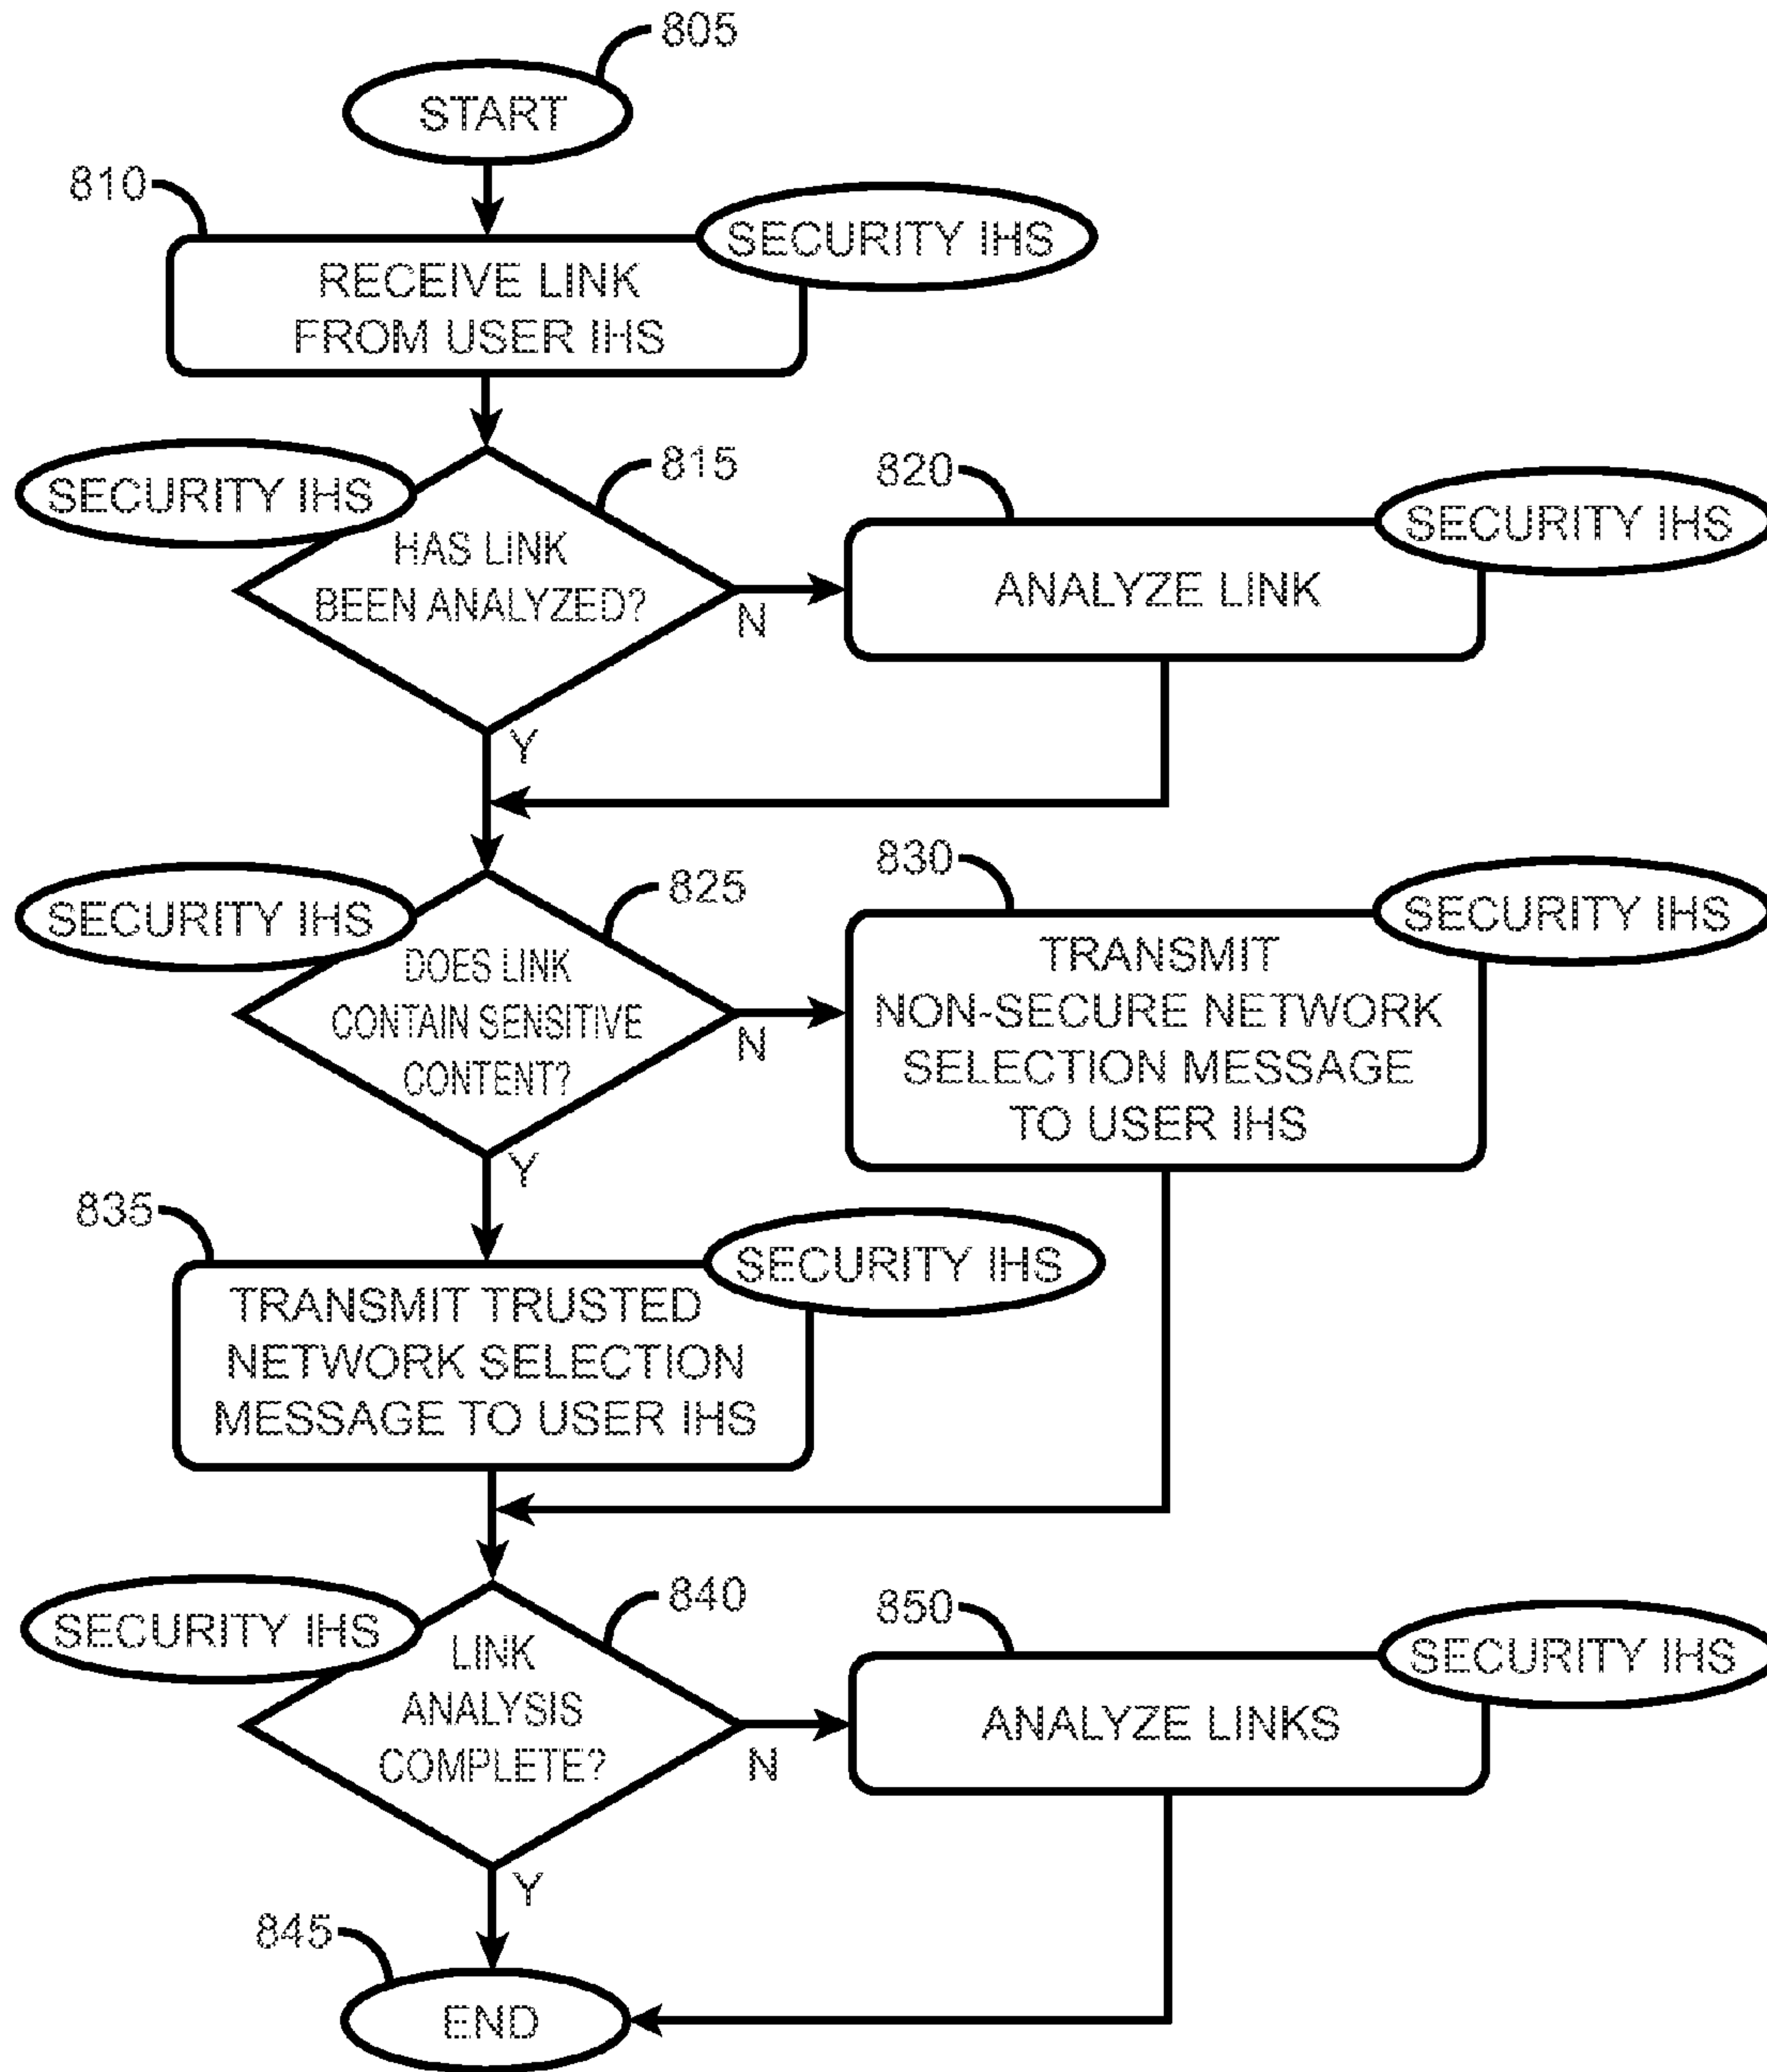 805
START
810
SECURITY IHS
RECEIVE LINK
FROM USER IHS
815
SECURITY IHS
HAS LINK
BEEN ANALYZED?
N
Y
820
SECURITY IHS
ANALYZE LINK
825
SECURITY IHS
DOES LINK
CONTAIN SENSITIVE
CONTENT?
N
Y
830
SECURITY IHS
TRANSMIT
NON-SECURE NETWORK
SELECTION MESSAGE
TO USER IHS
835
SECURITY IHS
TRANSMIT TRUSTED
NETWORK SELECTION
MESSAGE TO USER IHS
840
SECURITY IHS
LINK
ANALYSIS
COMPLETE?
N
Y
850
SECURITY IHS
ANALYZE LINKS
845
END